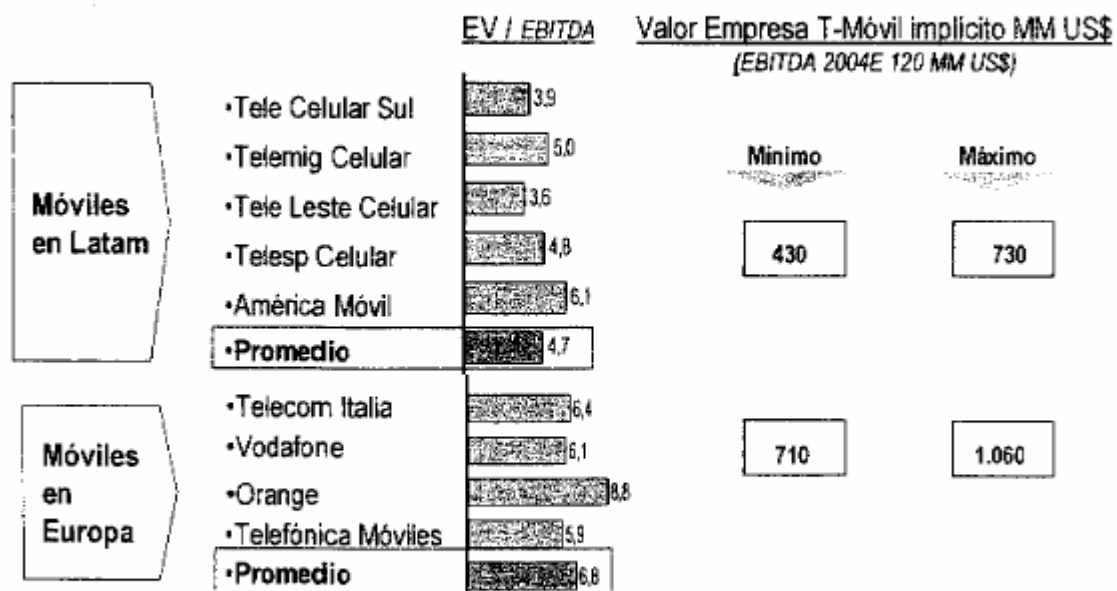 EV / EBITDA
Valor Empresa T-Móvil implicito MM US$
(EBITDA 2004E 120 MM US$)
Móviles
en Latam
•Tele Celular Sul 3,9
•Telemig Celular 5,0
•Tele Leste Celular 3,6
•Telesp Celular 4,8
•América Móvil 6,1
•Promedio 4,7
Mínimo Máximo
430 730
Móviles
en
Europa
•Telecom Italia 6,4
•Vodafone 6,1
•Orange 8,8
•Telefónica Móviles 5,9
•Promedio 6,8
710 1.060